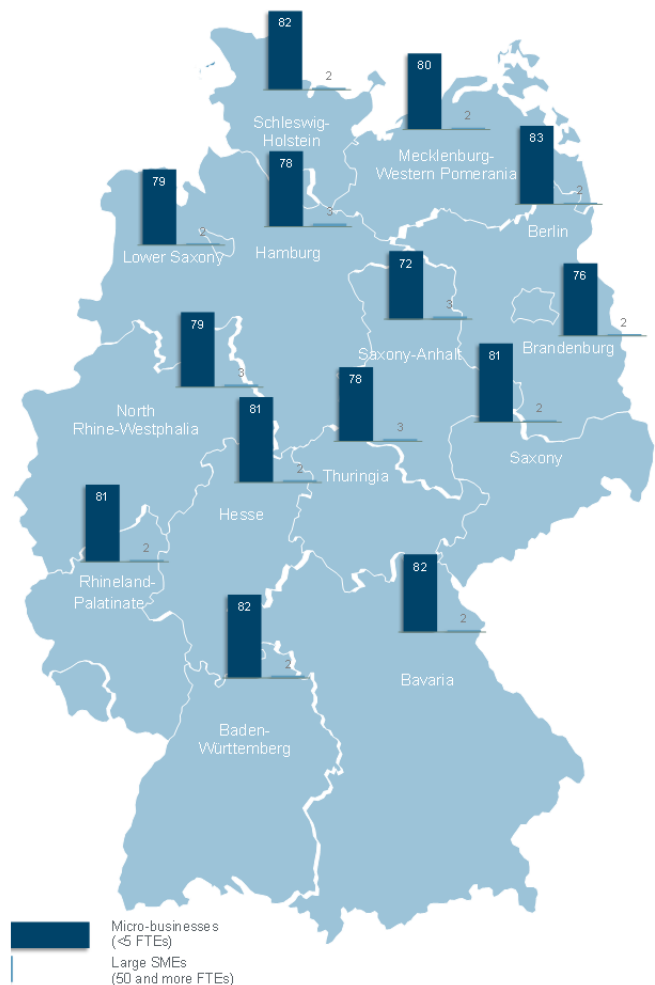 82
2
Schleswig-
Holstein
80
2
Mecklenburg-
Western Pomerania
83
2
Berlin
79
2
Lower Saxony
78
3
Hamburg
72
3
Saxony-Anhalt
76
2
Brandenburg
79
3
North
Rhine-Westphalia
81
2
Hesse
78
3
Thuringia
81
2
Saxony
81
2
Rhineland-
Palatinate
82
2
Baden-
Württemberg
82
2
Bavaria
Micro-businesses
(<5 FTEs)
Large SMEs
(50 and more FTEs)